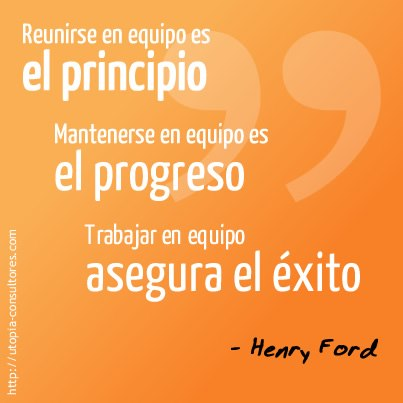 Reunirse en equipo es
el principio
Mantenerse en equipo es
el progreso
Trabajar en equipo
asegura el éxito
- Henry Ford
http://utopia-consultores.com